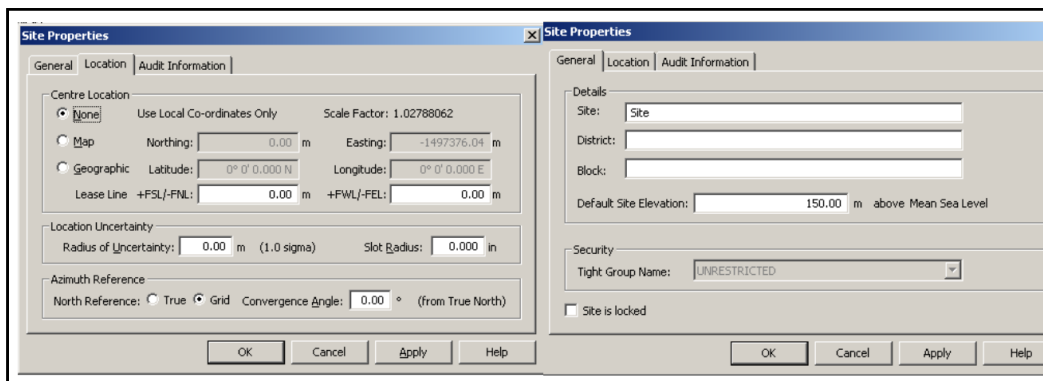 Site Properties
General Location Audit Information
Centre Location
None Use Local Co-ordinates Only Scale Factor: 1.02788062
Map Northing: 0.00 m Easting: -1497376.04 m
Geographic Latitude: 0° 0' 0.000 N Longitude: 0° 0' 0.000 E
Lease Line +FSL/-FNL: 0.00 m +FWL/-FEL: 0.00 m
Location Uncertainty
Radius of Uncertainty: 0.00 m (1.0 sigma) Slot Radius: 0.000 in
Azimuth Reference
North Reference: True Grid Convergence Angle: 0.00 ° (from True North)
OK Cancel Apply Help
Site Properties
General Location Audit Information
Details
Site: Site
District:
Block:
Default Site Elevation: 150.00 m above Mean Sea Level
Security
Tight Group Name: UNRESTRICTED
Site is locked
OK Cancel Apply Help